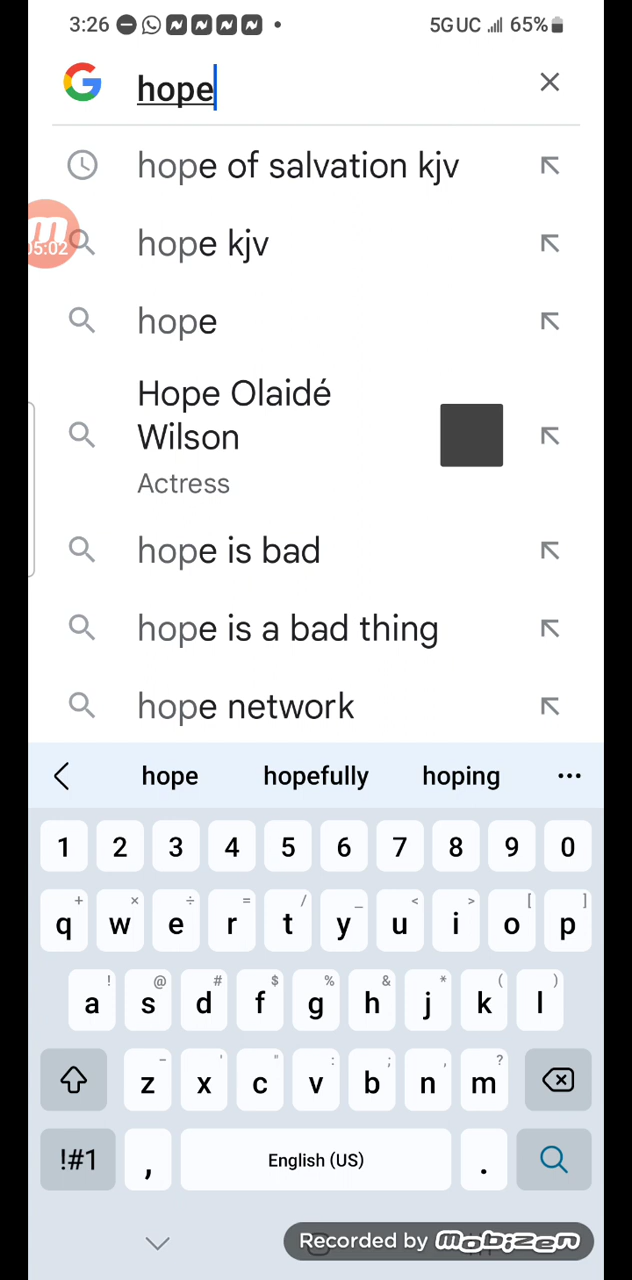 3:26 5G UC 65%
hope
hope of salvation kjv
05:02
hope kjv
hope
Hope Olaidé
Wilson
Actress
hope is bad
hope is a bad thing
hope network
hope hopefully hoping ...
1 2 3 4 5 6 7 8 9 0
+ × ÷ = / _ < > [ ]
q w e r t y u i o p
! @ # $ % & * ( )
a s d f g h j k l
- ' " : ; , ?
z x c v b n m
!#1 , English (US) .
Recorded by mobizen